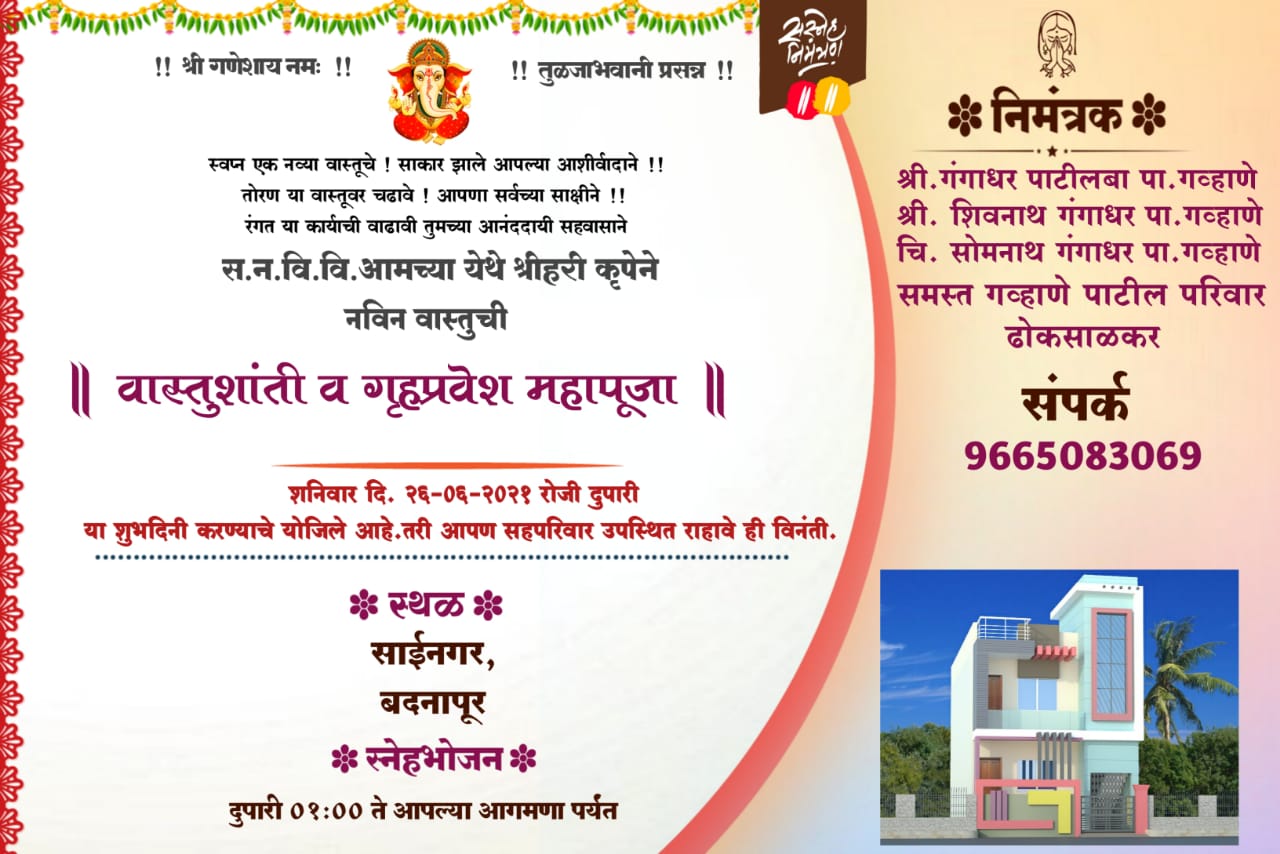 !! श्री गणेशाय नमः !!
!! तुळजाभवानी प्रसन्न !!
सस्नेह
निमंत्रण
स्वप्न एक नव्या वास्तूचे ! साकार झाले आपल्या आशीर्वादाने !!
तोरण या वास्तूवर चढावे ! आपणा सर्वच्या साक्षीने !!
रंगत या कार्याची वाढावी तुमच्या आनंददायी सहवासाने
स.न.वि.वि.आमच्या येथे श्रीहरी कृपेने
नविन वास्तुची
॥ वास्तुशांती व गृहप्रवेश महापूजा ॥
शनिवार दि. २६-०६-२०२१ रोजी दुपारी
या शुभदिनी करण्याचे योजिले आहे.तरी आपण सहपरिवार उपस्थित राहावे ही विनंती.
स्थळ
साईनगर,
बदनापूर
स्नेहभोजन
दुपारी ०१:०० ते आपल्या आगमणा पर्यंत
निमंत्रक
श्री.गंगाधर पाटीलबा पा.गव्हाणे
श्री. शिवनाथ गंगाधर पा.गव्हाणे
चि. सोमनाथ गंगाधर पा.गव्हाणे
समस्त गव्हाणे पाटील परिवार
ढोकसाळकर
संपर्क
9665083069